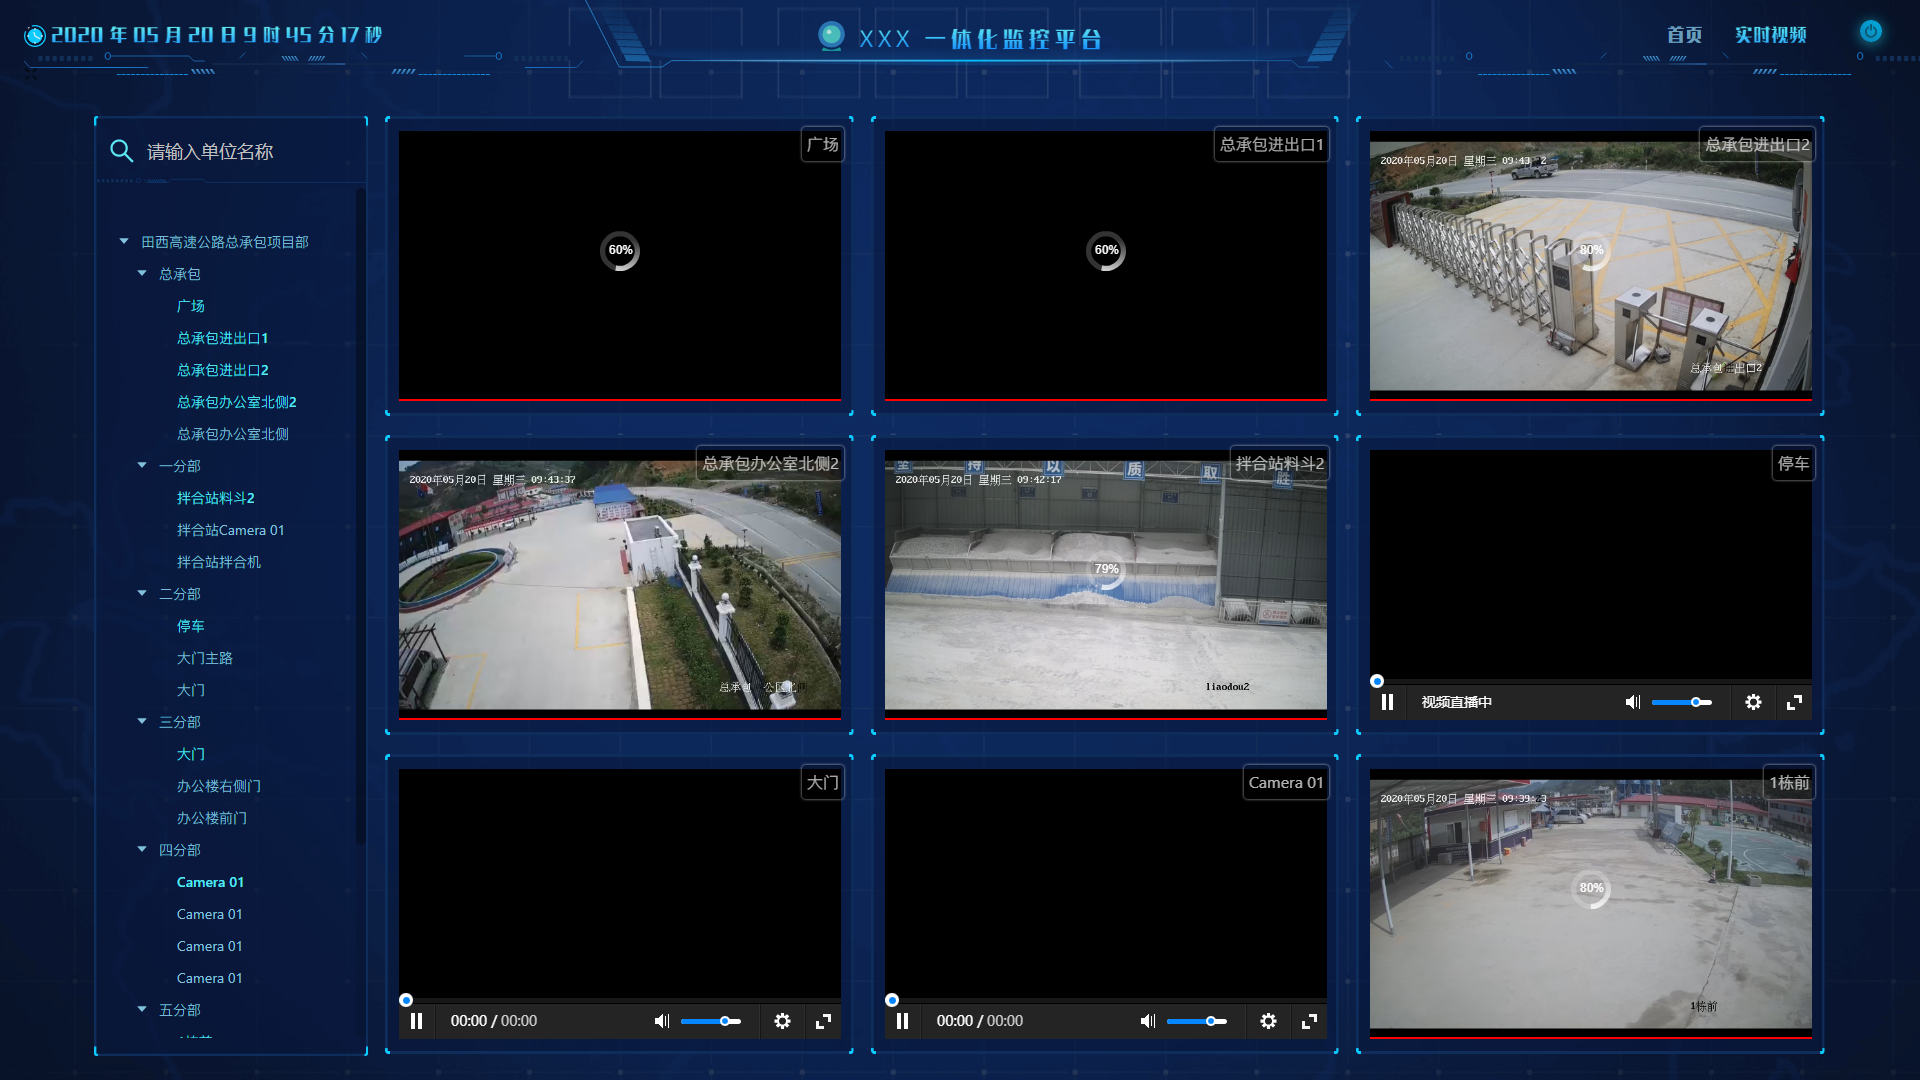 2020 年 05 月 20 日 9 时 45 分 17 秒
XXX 一体化监控平台
首页
实时视频
请输入单位名称
田西高速公路总承包项目部
总承包
广场
总承包进出口1
总承包进出口2
总承包办公室北侧2
总承包办公室北侧
一分部
拌合站料斗2
拌合站Camera 01
拌合站拌合机
二分部
停车
大门主路
大门
三分部
大门
办公楼右侧门
办公楼前门
四分部
Camera 01
Camera 01
Camera 01
Camera 01
五分部
广场
60%
总承包进出口1
60%
总承包进出口2
2020年05月20日 星期三 09:43: 2
80%
总承包进出口2
总承包办公室北侧2
2020年05月20日 星期三 09:43:37
总承包 公区北
拌合站料斗2
坚 持 以 质 取 胜
2020年05月20日 星期三 09:42:17
79%
liaodou2
停车
视频直播中
大门
00:00 / 00:00
Camera 01
00:00 / 00:00
1栋前
2020年05月20日 星期三 09:39: 3
80%
1栋前